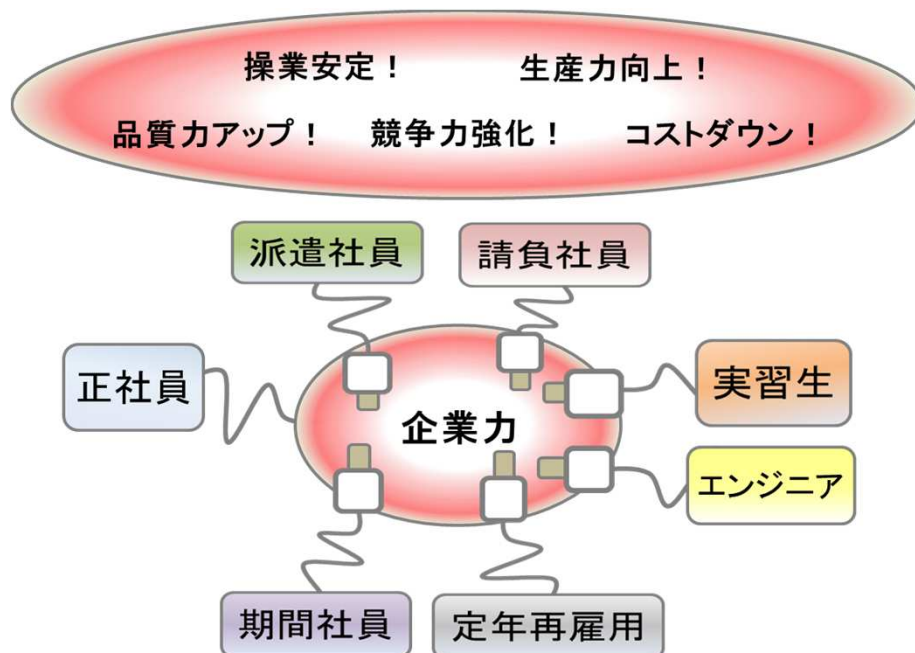 操業安定！ 生産力向上！
品質力アップ！ 競争力強化！ コストダウン！
派遣社員 請負社員
正社員 実習生
企業力
エンジニア
期間社員 定年再雇用